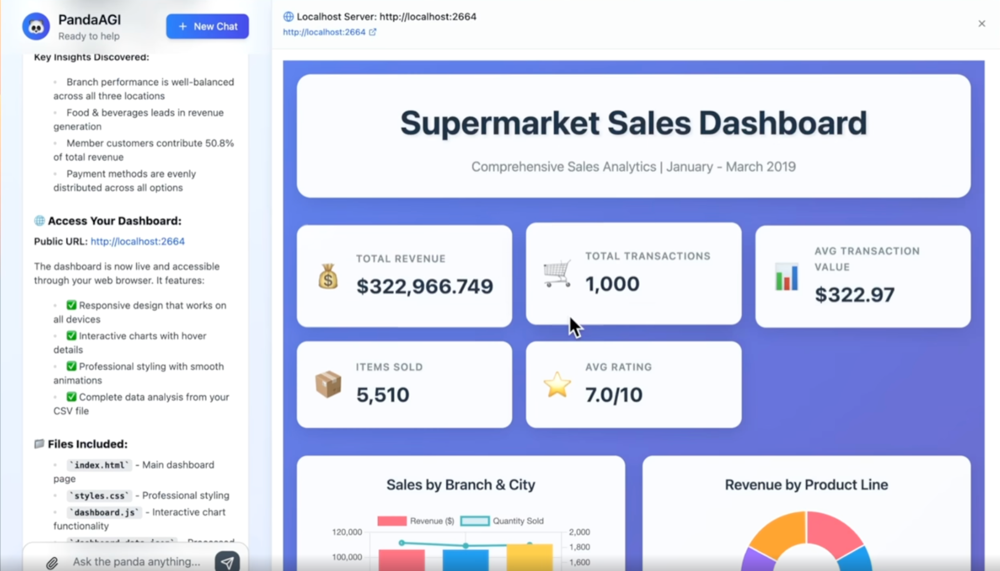 PandaAGI
Ready to help
+ New Chat
Key Insights Discovered:
Branch performance is well-balanced
across all three locations
Food & beverages leads in revenue
generation
Member customers contribute 50.8%
of total revenue
Payment methods are evenly
distributed across all options
Access Your Dashboard:
Public URL: http://localhost:2664
The dashboard is now live and accessible
through your web browser. It features:
Responsive design that works on
all devices
Interactive charts with hover
details
Professional styling with smooth
animations
Complete data analysis from your
CSV file
Files Included:
`index.html` - Main dashboard
page
`styles.css` - Professional styling
`dashboard.js` - Interactive chart
functionality
`dashboard_data.json` - Processed
Ask the panda anything...
Localhost Server: http://localhost:2664
http://localhost:2664
Supermarket Sales Dashboard
Comprehensive Sales Analytics | January - March 2019
TOTAL REVENUE
$322,966.749
TOTAL TRANSACTIONS
1,000
AVG TRANSACTION
VALUE
$322.97
ITEMS SOLD
5,510
AVG RATING
7.0/10
Sales by Branch & City
Revenue ($) Quantity Sold
120,000 2,000
1,800
100,000
1,600
Revenue by Product Line